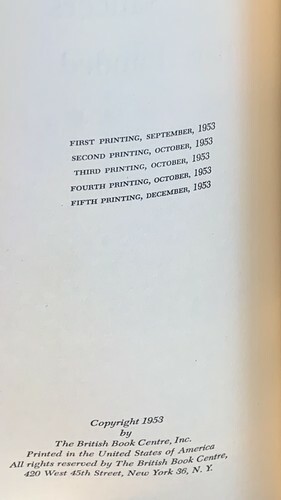 FIRST PRINTING, SEPTEMBER, 1953
SECOND PRINTING, OCTOBER, 1953
THIRD PRINTING, OCTOBER, 1953
FOURTH PRINTING, OCTOBER, 1953
FIFTH PRINTING, DECEMBER, 1953
Copyright 1953
by
The British Book Centre, Inc.
Printed in the United States of America
All rights reserved by The British Book Centre,
420 West 45th Street, New York 36, N. Y.